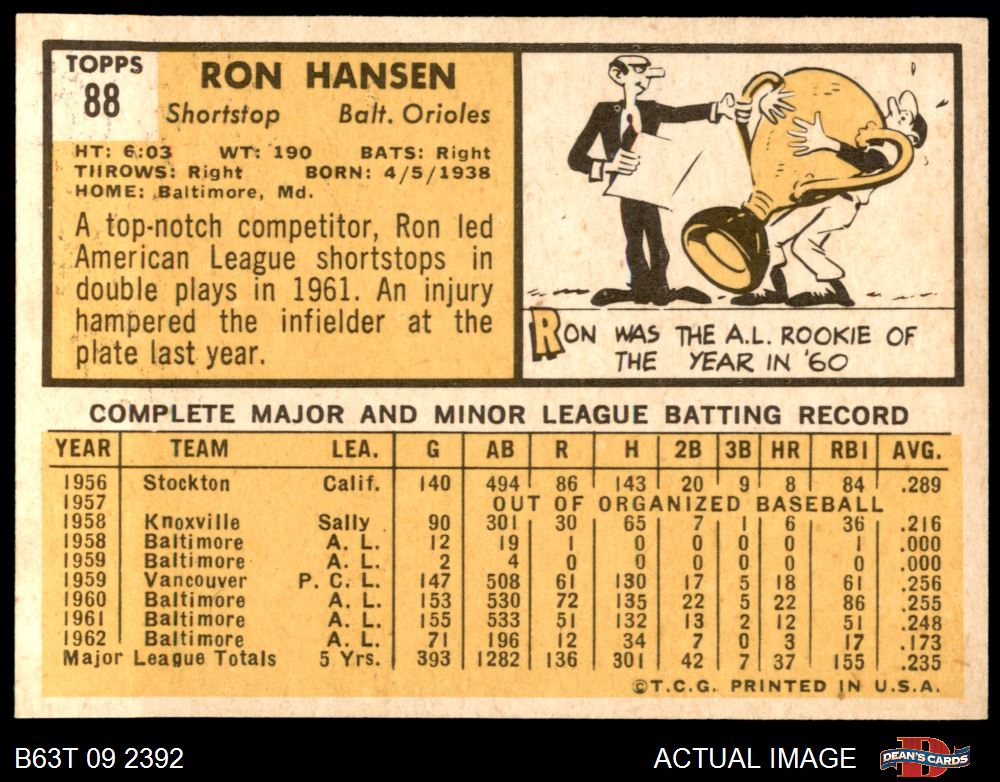 TOPPS
88
RON HANSEN
Shortstop Balt. Orioles
HT: 6:03 WT: 190 BATS: Right
THROWS: Right BORN: 4/5/1938
HOME: Baltimore, Md.
A top-notch competitor, Ron led
American League shortstops in
double plays in 1961. An injury
hampered the infielder at the
plate last year.
RON WAS THE A.L. ROOKIE OF
THE YEAR IN '60
COMPLETE MAJOR AND MINOR LEAGUE BATTING RECORD
YEAR TEAM LEA. G AB R H 2B 3B HR RBI AVG.
1956 Stockton Calif. 140 494 86 143 20 9 8 84 .289
1957 OUT OF ORGANIZED BASEBALL
1958 Knoxville Sally 90 301 30 65 7 1 6 36 .216
1958 Baltimore A. L. 12 19 1 0 0 0 0 1 .000
1959 Baltimore A. L. 2 4 0 0 0 0 0 0 .000
1959 Vancouver P. C. L. 147 508 61 130 17 5 18 61 .256
1960 Baltimore A. L. 153 530 72 135 22 5 22 86 .255
1961 Baltimore A. L. 155 533 51 132 13 2 12 51 .248
1962 Baltimore A. L. 71 196 12 34 7 0 3 17 .173
Major League Totals 5 Yrs. 393 1282 136 301 42 7 37 155 .235
©T.C.G. PRINTED IN U.S.A.
B63T 09 2392 ACTUAL IMAGE DEAN'S CARDS